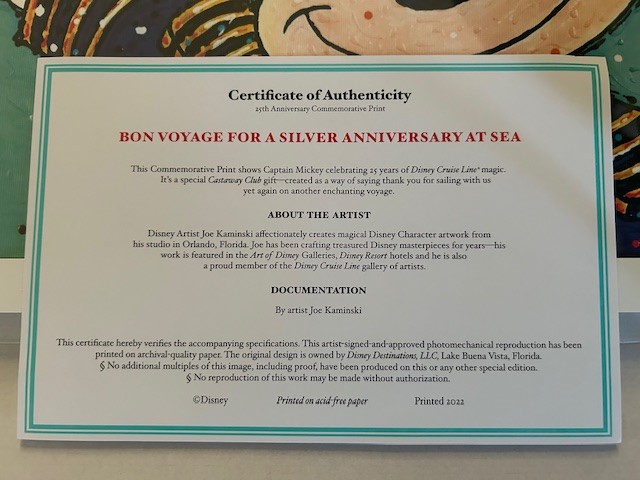 Certificate of Authenticity
25th Anniversary Commemorative Print
BON VOYAGE FOR A SILVER ANNIVERSARY AT SEA
This Commemorative Print shows Captain Mickey celebrating 25 years of Disney Cruise Line® magic.
It's a special Castaway Club gift—created as a way of saying thank you for sailing with us
yet again on another enchanting voyage.
ABOUT THE ARTIST
Disney Artist Joe Kaminski affectionately creates magical Disney Character artwork from
his studio in Orlando, Florida. Joe has been crafting treasured Disney masterpieces for years—his
work is featured in the Art of Disney Galleries, Disney Resort hotels and he is also
a proud member of the Disney Cruise Line gallery of artists.
DOCUMENTATION
By artist Joe Kaminski
This certificate hereby verifies the accompanying specifications. This artist-signed-and-approved photomechanical reproduction has been
printed on archival-quality paper. The original design is owned by Disney Destinations, LLC, Lake Buena Vista, Florida.
§ No additional multiples of this image, including proof, have been produced on this or any other special edition.
§ No reproduction of this work may be made without authorization.
©Disney Printed on acid-free paper Printed 2022